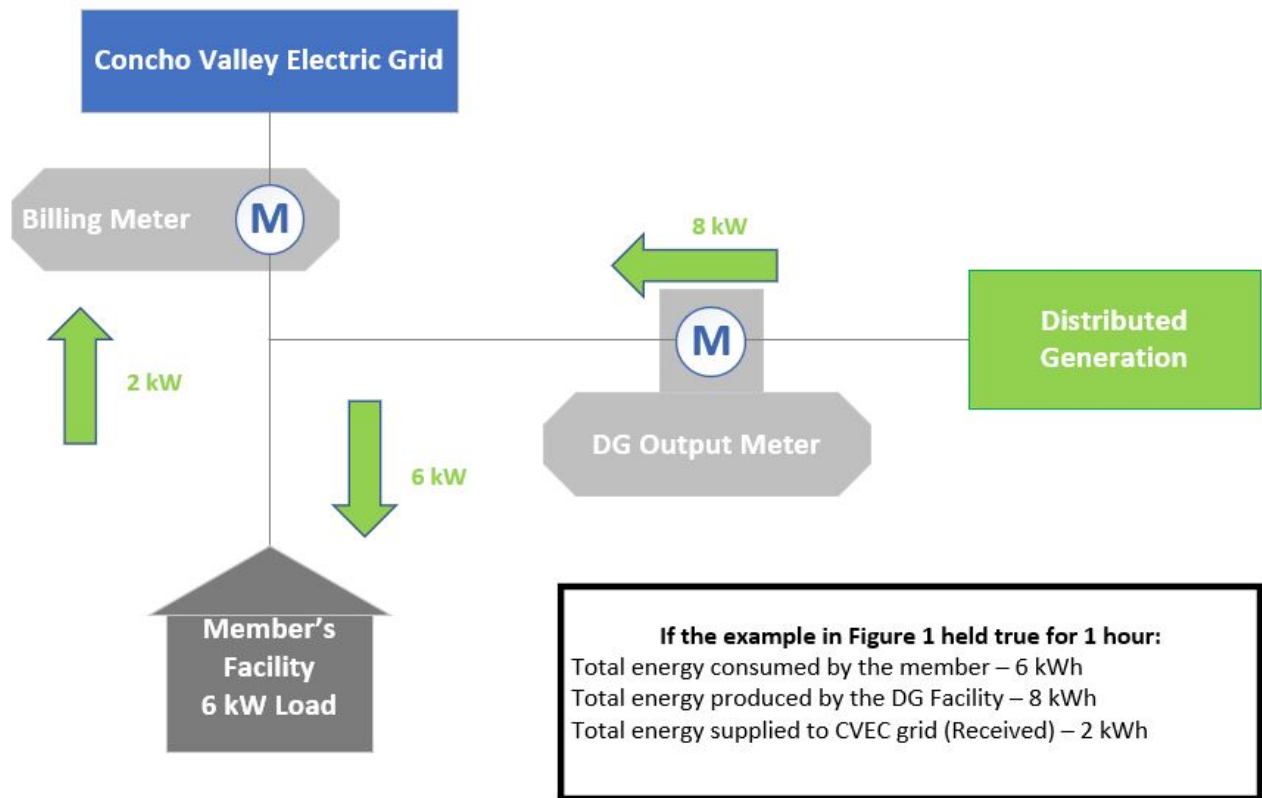 Concho Valley Electric Grid
Billing Meter
M
8 kW
M
Distributed
Generation
2 kW
6 kW
DG Output Meter
Member’s
Facility
6 kW Load
If the example in Figure 1 held true for 1 hour:
Total energy consumed by the member – 6 kWh
Total energy produced by the DG Facility – 8 kWh
Total energy supplied to CVEC grid (Received) – 2 kWh